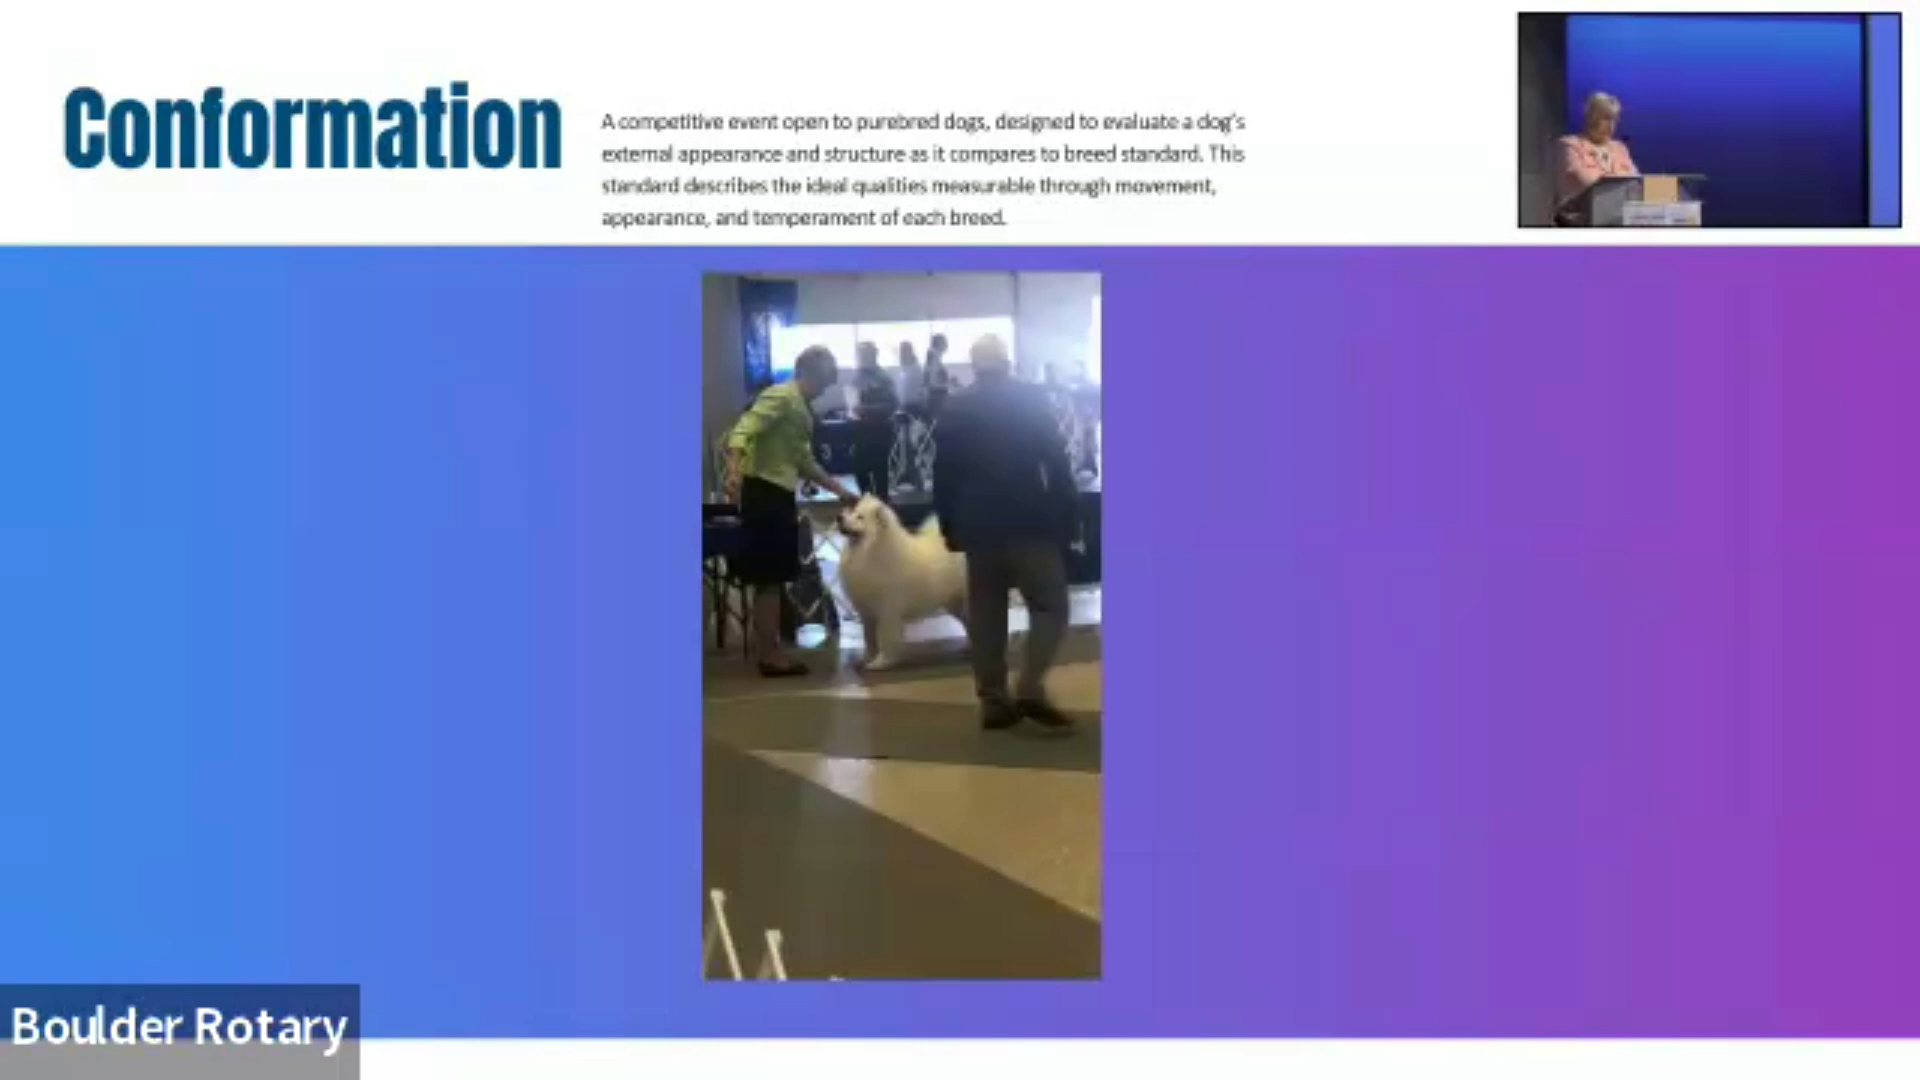 Conformation
A competitive event open to purebred dogs, designed to evaluate a dog's
external appearance and structure as it compares to breed standard. This
standard describes the ideal qualities measurable through movement,
appearance, and temperament of each breed.
Boulder Rotary